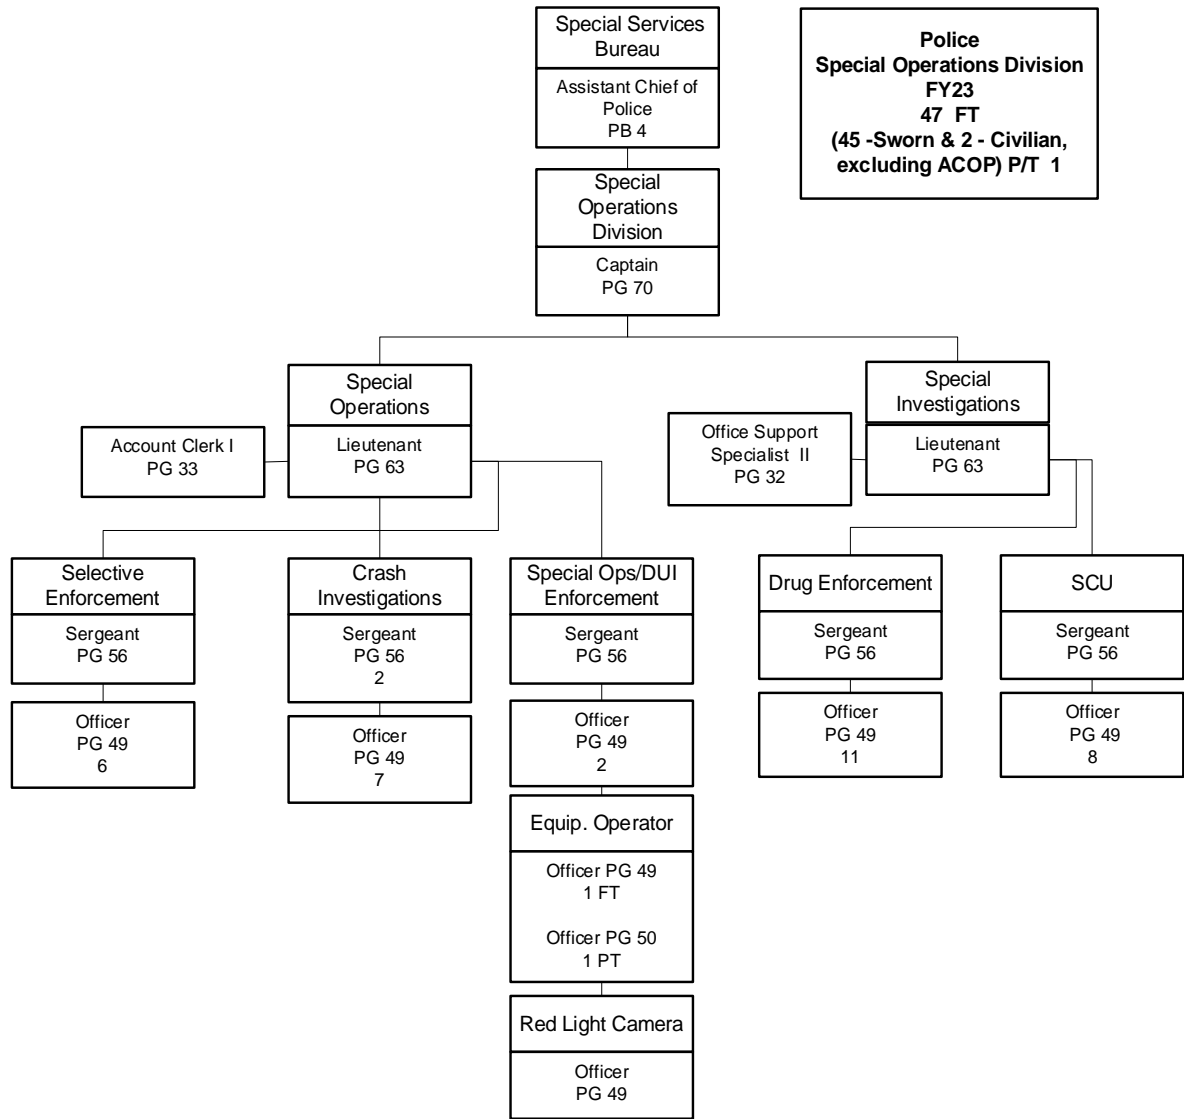 Special Services
Bureau
Assistant Chief of
Police
PB 4
Police
Special Operations Division
FY23
47 FT
(45 -Sworn & 2 - Civilian,
excluding ACOP) P/T 1
Special
Operations
Division
Captain
PG 70
Special
Operations
Lieutenant
PG 63
Account Clerk I
PG 33
Special
Investigations
Lieutenant
PG 63
Office Support
Specialist II
PG 32
Selective
Enforcement
Sergeant
PG 56
Officer
PG 49
6
Crash
Investigations
Sergeant
PG 56
2
Officer
PG 49
7
Special Ops/DUI
Enforcement
Sergeant
PG 56
Officer
PG 49
2
Equip. Operator
Officer PG 49
1 FT
Officer PG 50
1 PT
Red Light Camera
Officer
PG 49
Drug Enforcement
Sergeant
PG 56
Officer
PG 49
11
SCU
Sergeant
PG 56
Officer
PG 49
8